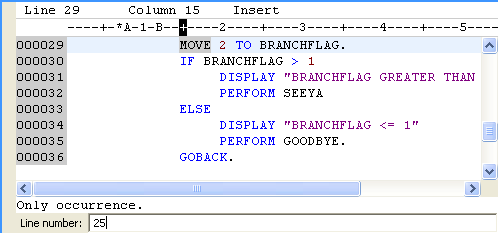 Line 29 Column 15 Insert
----+-*A-1-B--+----2----+----3----+----4----+----5--
000029 MOVE 2 TO BRANCHFLAG.
000030 IF BRANCHFLAG > 1
000031 DISPLAY "BRANCHFLAG GREATER THAN
000032 PERFORM SEEYA
000033 ELSE
000034 DISPLAY "BRANCHFLAG <= 1"
000035 PERFORM GOODBYE.
000036 GOBACK.
Only occurrence.
Line number: 25